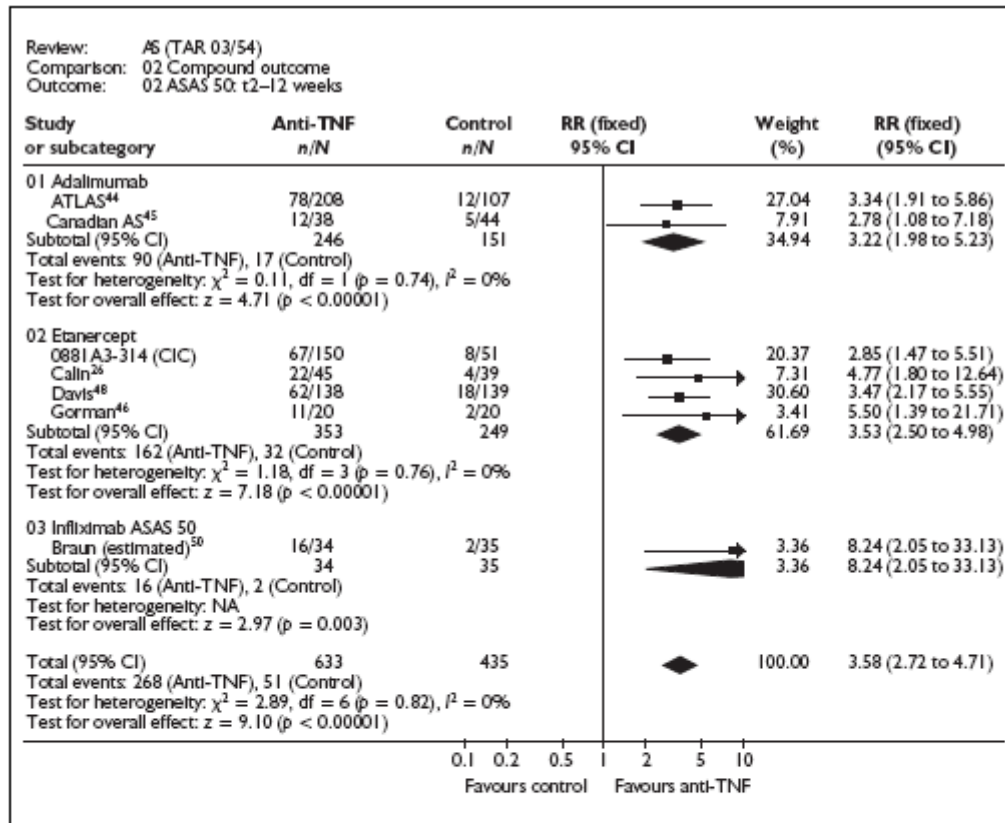 Review: AS (TAR 03/54)
Comparison: 02 Compound outcome
Outcome: 02 ASAS 50: t2–12 weeks
Study Anti-TNF Control RR (fixed) Weight RR (fixed)
or subcategory n/N n/N 95% CI (%) (95% CI)
01 Adalimumab
ATLAS⁴⁴ 78/208 12/107 27.04 3.34 (1.91 to 5.86)
Canadian AS⁴⁵ 12/38 5/44 7.91 2.78 (1.08 to 7.18)
Subtotal (95% CI) 246 151 34.94 3.22 (1.98 to 5.23)
Total events: 90 (Anti-TNF), 17 (Control)
Test for heterogeneity: χ² = 0.11, df = 1 (p = 0.74), I² = 0%
Test for overall effect: z = 4.71 (p < 0.00001)
02 Etanercept
0881A3-314 (CIC) 67/150 8/51 20.37 2.85 (1.47 to 5.51)
Calin²⁶ 22/45 4/39 7.31 4.77 (1.80 to 12.64)
Davis⁴⁸ 62/138 18/139 30.60 3.47 (2.17 to 5.55)
Gorman⁴⁶ 11/20 2/20 3.41 5.50 (1.39 to 21.71)
Subtotal (95% CI) 353 249 61.69 3.53 (2.50 to 4.98)
Total events: 162 (Anti-TNF), 32 (Control)
Test for heterogeneity: χ² = 1.18, df = 3 (p = 0.76), I² = 0%
Test for overall effect: z = 7.18 (p < 0.00001)
03 Infliximab ASAS 50
Braun (estimated)⁵⁰ 16/34 2/35 3.36 8.24 (2.05 to 33.13)
Subtotal (95% CI) 34 35 3.36 8.24 (2.05 to 33.13)
Total events: 16 (Anti-TNF), 2 (Control)
Test for heterogeneity: NA
Test for overall effect: z = 2.97 (p = 0.003)
Total (95% CI) 633 435 100.00 3.58 (2.72 to 4.71)
Total events: 268 (Anti-TNF), 51 (Control)
Test for heterogeneity: χ² = 2.89, df = 6 (p = 0.82), I² = 0%
Test for overall effect: z = 9.10 (p < 0.00001)
0.1 0.2 0.5 1 2 5 10
Favours control Favours anti-TNF